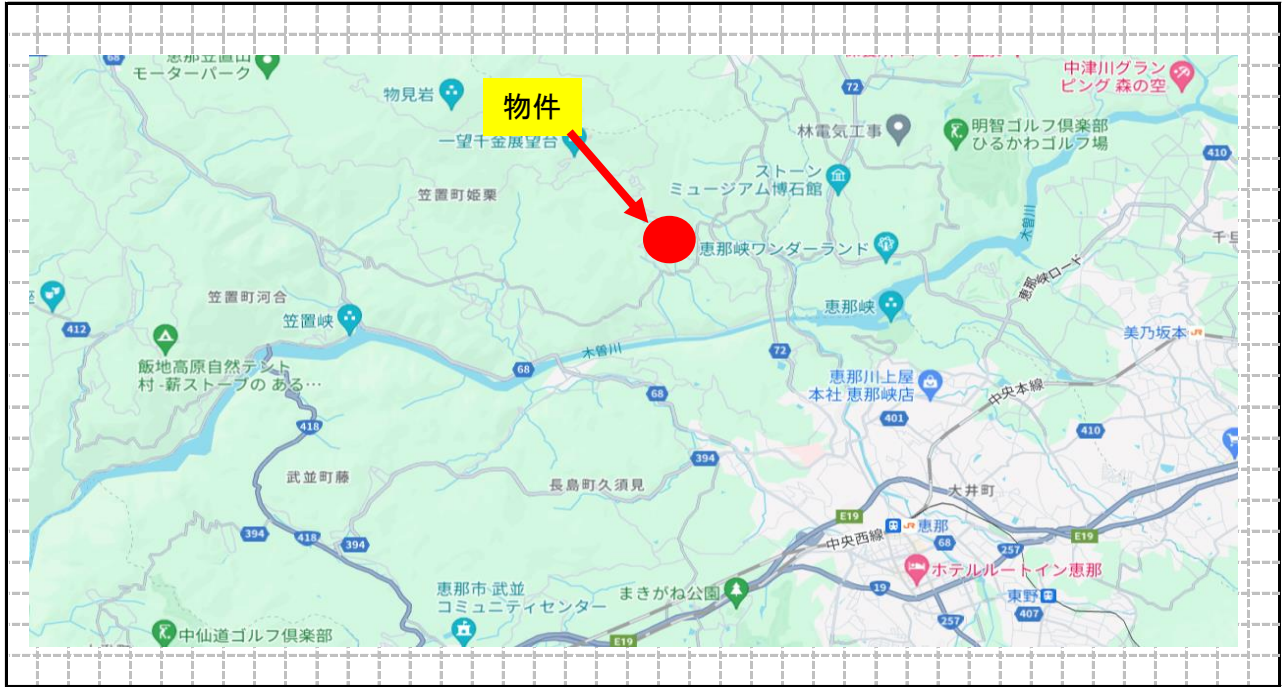 68
恵那笠置山
モーターパーク
物見岩
物件
一望千金展望台
72
中津川グラン
ピング 森の空
林電気工事
明智ゴルフ倶楽部
ひるかわゴルフ場
410
笠置町姫栗
ストーン
ミュージアム博石館
木曽川
恵那峡ワンダーランド
千旦
恵那峡ロード
笠置町河合
412
笠置峡
恵那峡
美乃坂本
飯地高原自然テント
村 -薪ストーブの ある…
木曽川
72
68
68
恵那川上屋
本社 恵那峡店
中央本線
401
410
418
394
武並町藤
長島町久須見
大井町
E19
恵那
中央西線
68
257
E19
394
418
394
ホテルルートイン恵那
恵那市 武並
コミュニティセンター
まきがね公園
19
東野
407
257
中仙道ゴルフ倶楽部
E19